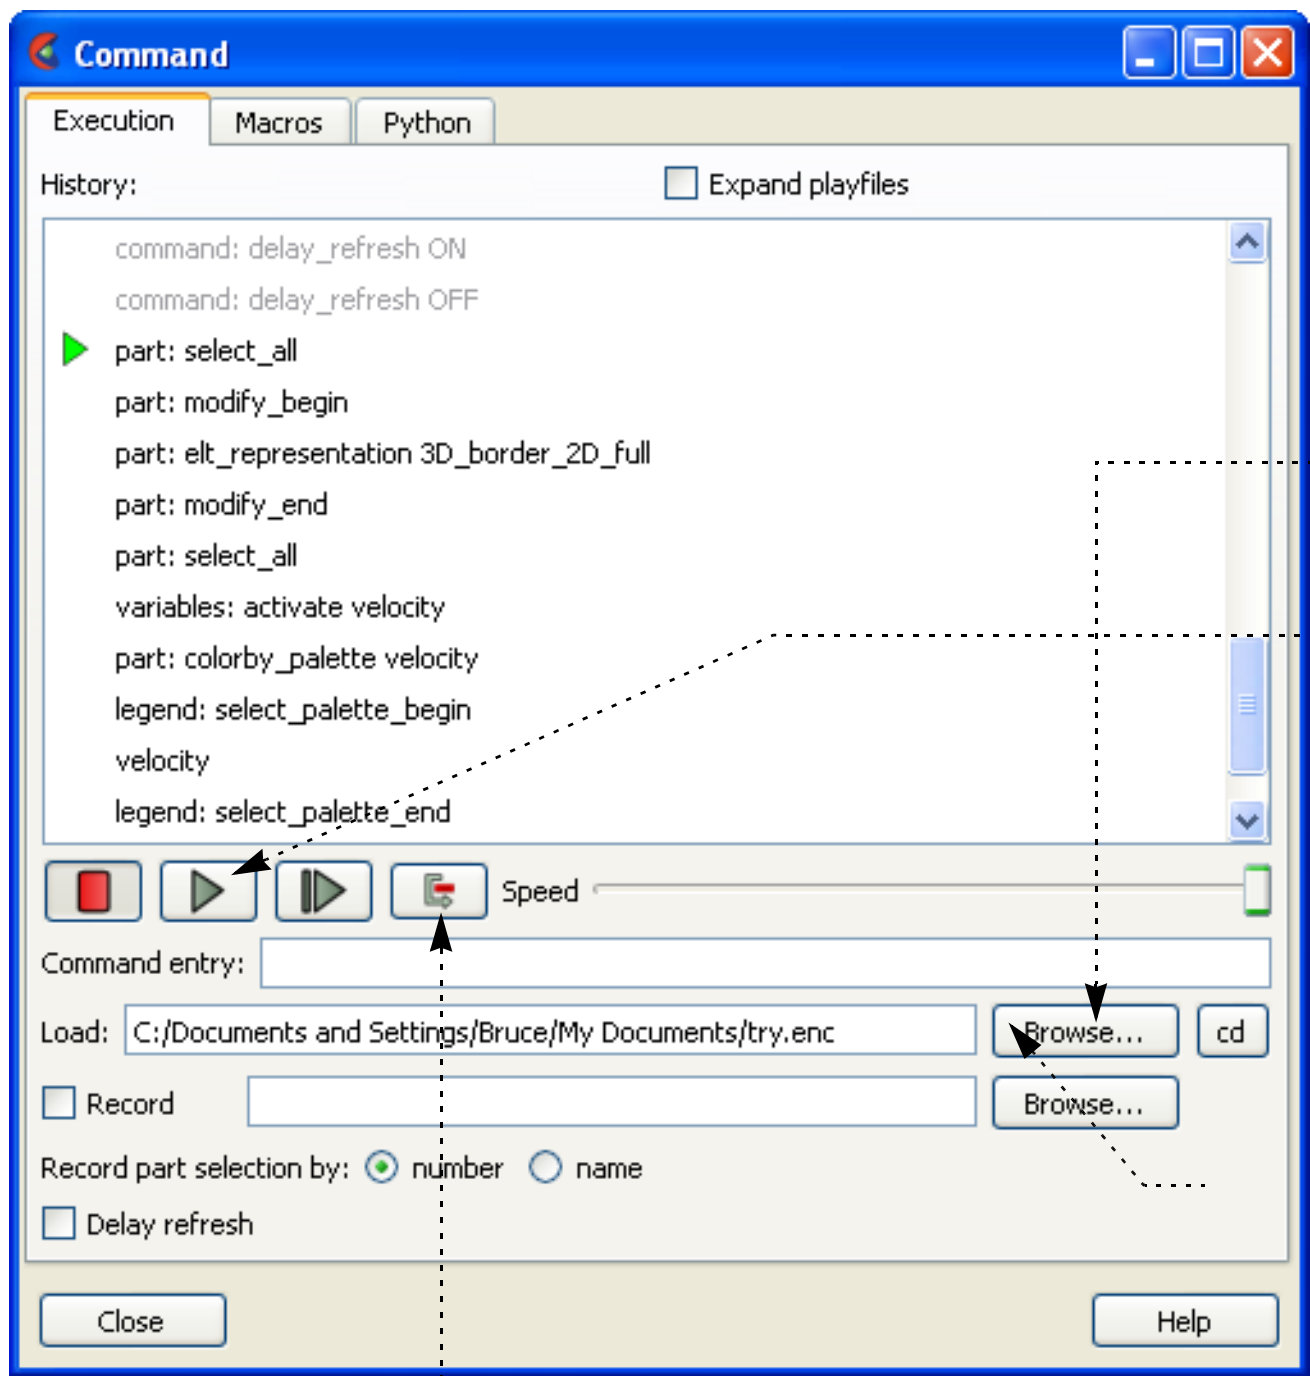 Command
Execution Macros Python
History: Expand playfiles
command: delay_refresh ON
command: delay_refresh OFF
part: select_all
part: modify_begin
part: elt_representation 3D_border_2D_full
part: modify_end
part: select_all
variables: activate velocity
part: colorby_palette velocity
legend: select_palette_begin
velocity
legend: select_palette_end
Speed
Command entry:
Load: C:/Documents and Settings/Bruce/My Documents/try.enc Browse... cd
Record Browse...
Record part selection by: number name
Delay refresh
Close Help